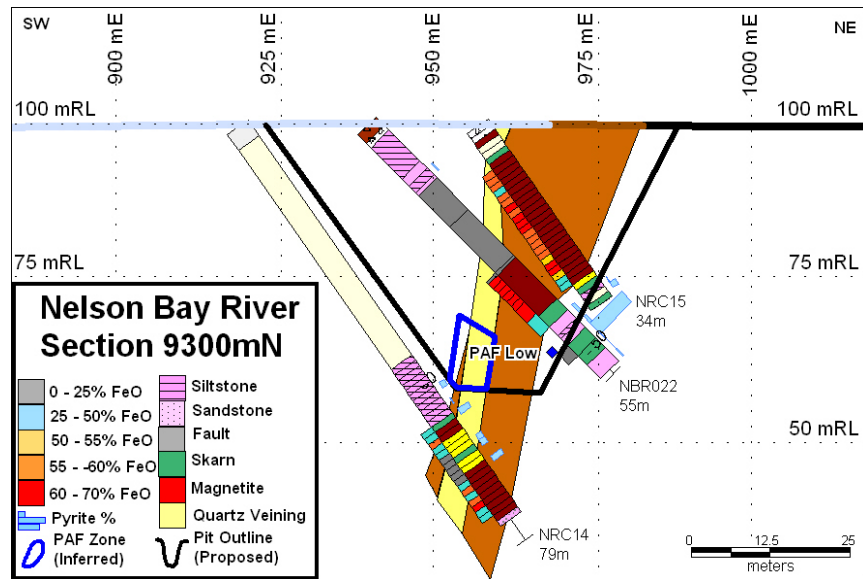 SW
NE
900 mE
925 mE
950 mE
975 mE
1000 mE
100 mRL
100 mRL
75 mRL
75 mRL
50 mRL
NRC15
34m
PAF Low
NBR022
55m
NRC14
79m
Nelson Bay River
Section 9300mN
0 - 25% FeO
25 - 50% FeO
50 - 55% FeO
55 - -60% FeO
60 - 70% FeO
Pyrite %
PAF Zone
(Inferred)
Siltstone
Sandstone
Fault
Skarn
Magnetite
Quartz Veining
Pit Outline
(Proposed)
0 12.5 25
meters